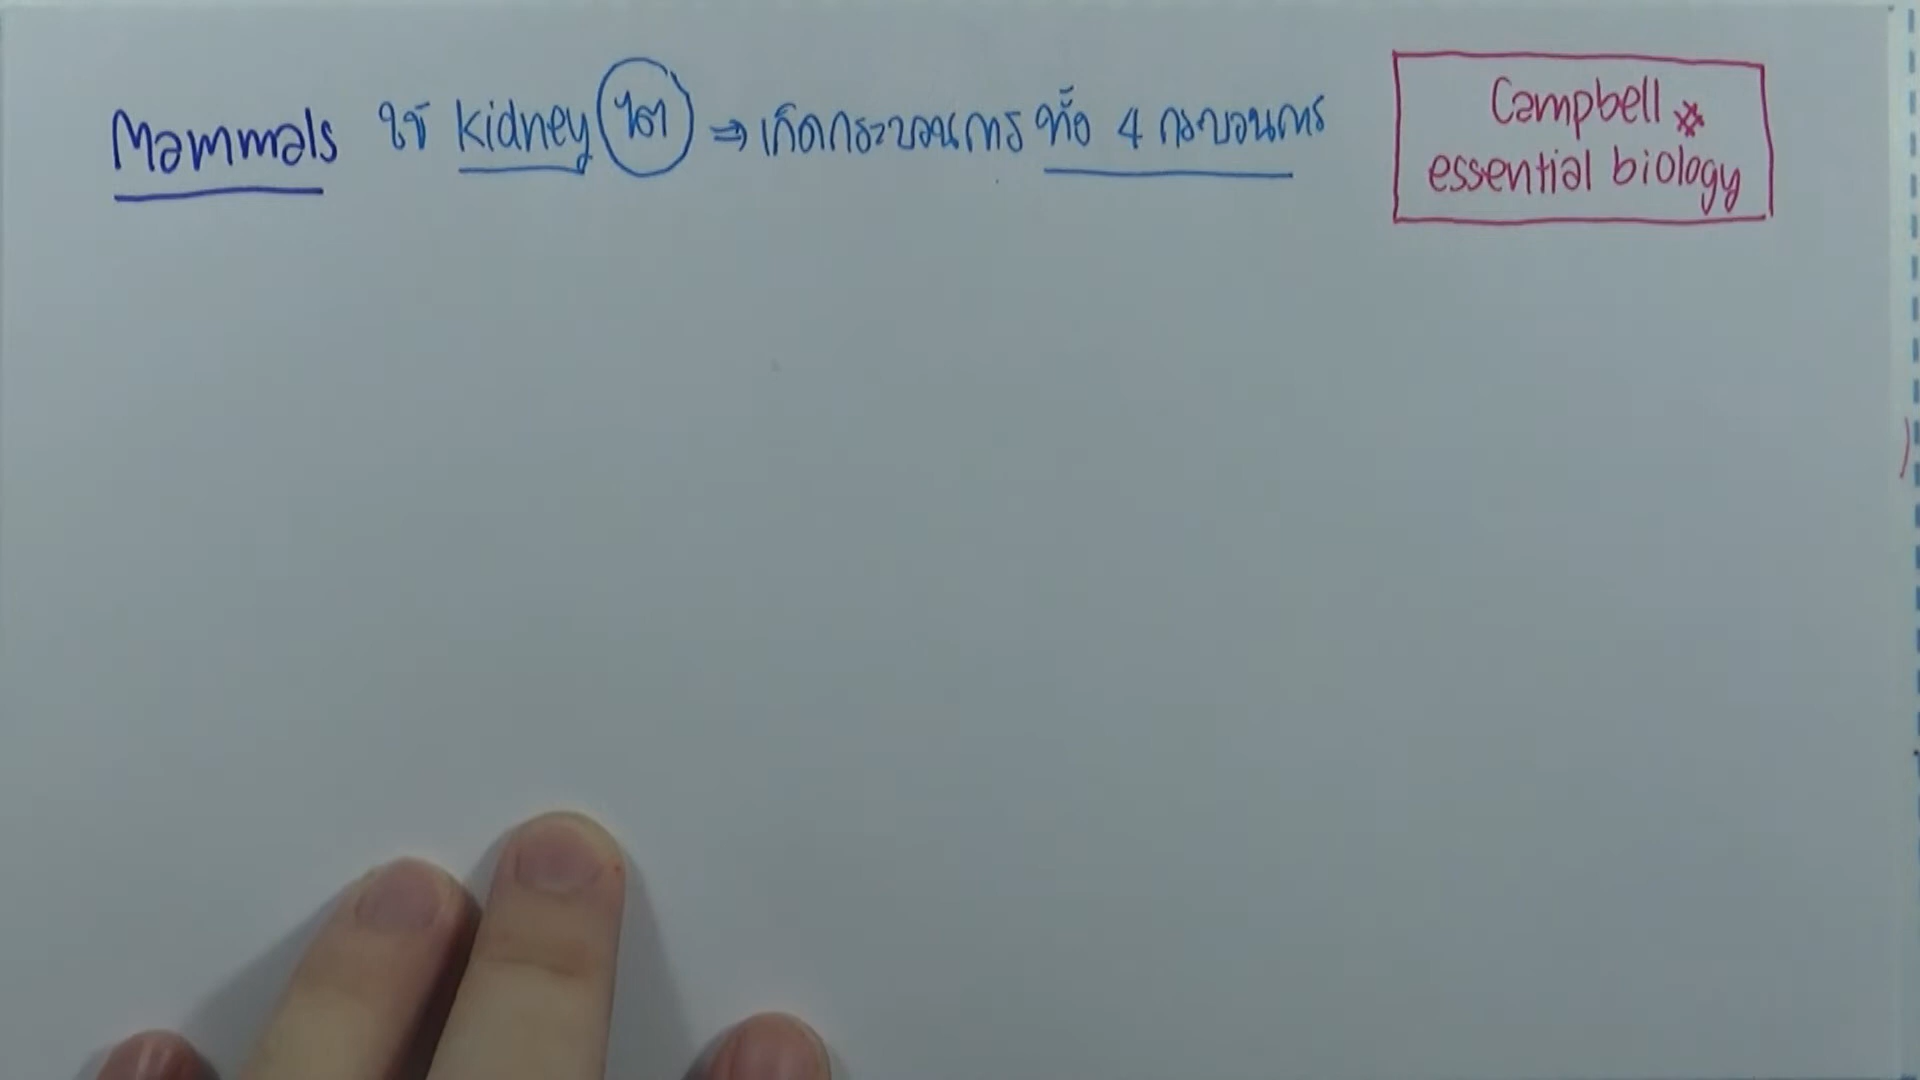 Mammals ใช้ kidney (ไต) ⇒ เกิดกระบวนการ ทั้ง 4 กระบวนการ
Campbell *
essential biology